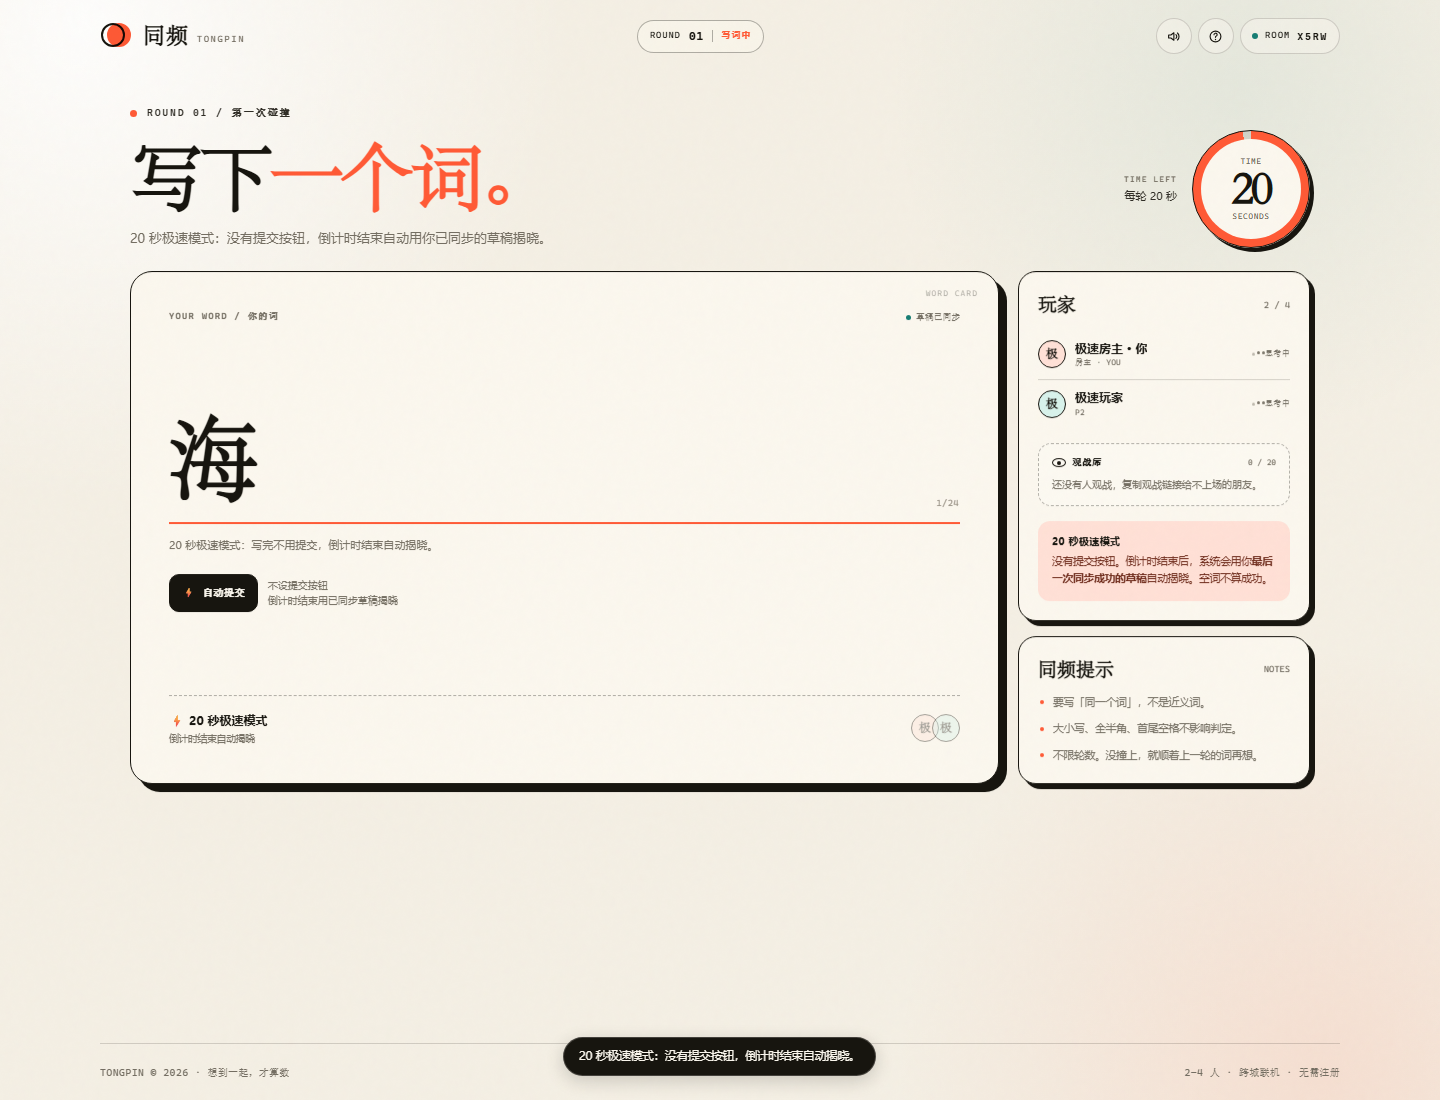 同频 TONGPIN
ROUND 01 写词中
ROOM X5RW
ROUND 01 / 第一次碰撞
写下一个词。
20 秒极速模式：没有提交按钮，倒计时结束自动用你已同步的草稿揭晓。
TIME LEFT
每轮 20 秒
TIME
20
SECONDS
WORD CARD
YOUR WORD / 你的词
草稿已同步
海
1/24
20 秒极速模式：写完不用提交，倒计时结束自动揭晓。
自动提交
不设提交按钮
倒计时结束用已同步草稿揭晓
20 秒极速模式
倒计时结束自动揭晓
极 极
玩家
2 / 4
极 极速房主 • 你
房主 · YOU
思考中
极 极速玩家
P2
思考中
观战席
0 / 20
还没有人观战，复制观战链接给不上场的朋友。
20 秒极速模式
没有提交按钮。倒计时结束后，系统会用你最后
一次同步成功的草稿自动揭晓。空词不算成功。
同频提示
NOTES
要写「同一个词」，不是近义词。
大小写、全半角、首尾空格不影响判定。
不限轮数。没撞上，就顺着上一轮的词再想。
20 秒极速模式：没有提交按钮，倒计时结束自动揭晓。
TONGPIN © 2026 · 想到一起，才算数
2–4 人 · 跨城联机 · 无需注册